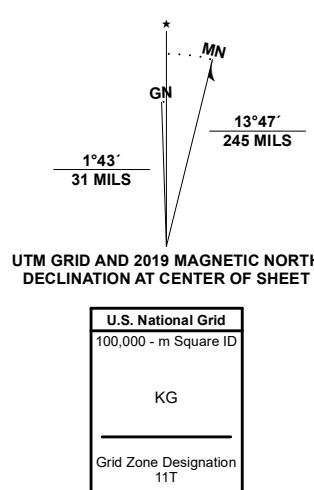 ★
MN
GN
13°47´
245 MILS
1°43´
31 MILS
UTM GRID AND 2019 MAGNETIC NORTH
DECLINATION AT CENTER OF SHEET
U.S. National Grid
100,000 - m Square ID
KG
Grid Zone Designation
11T